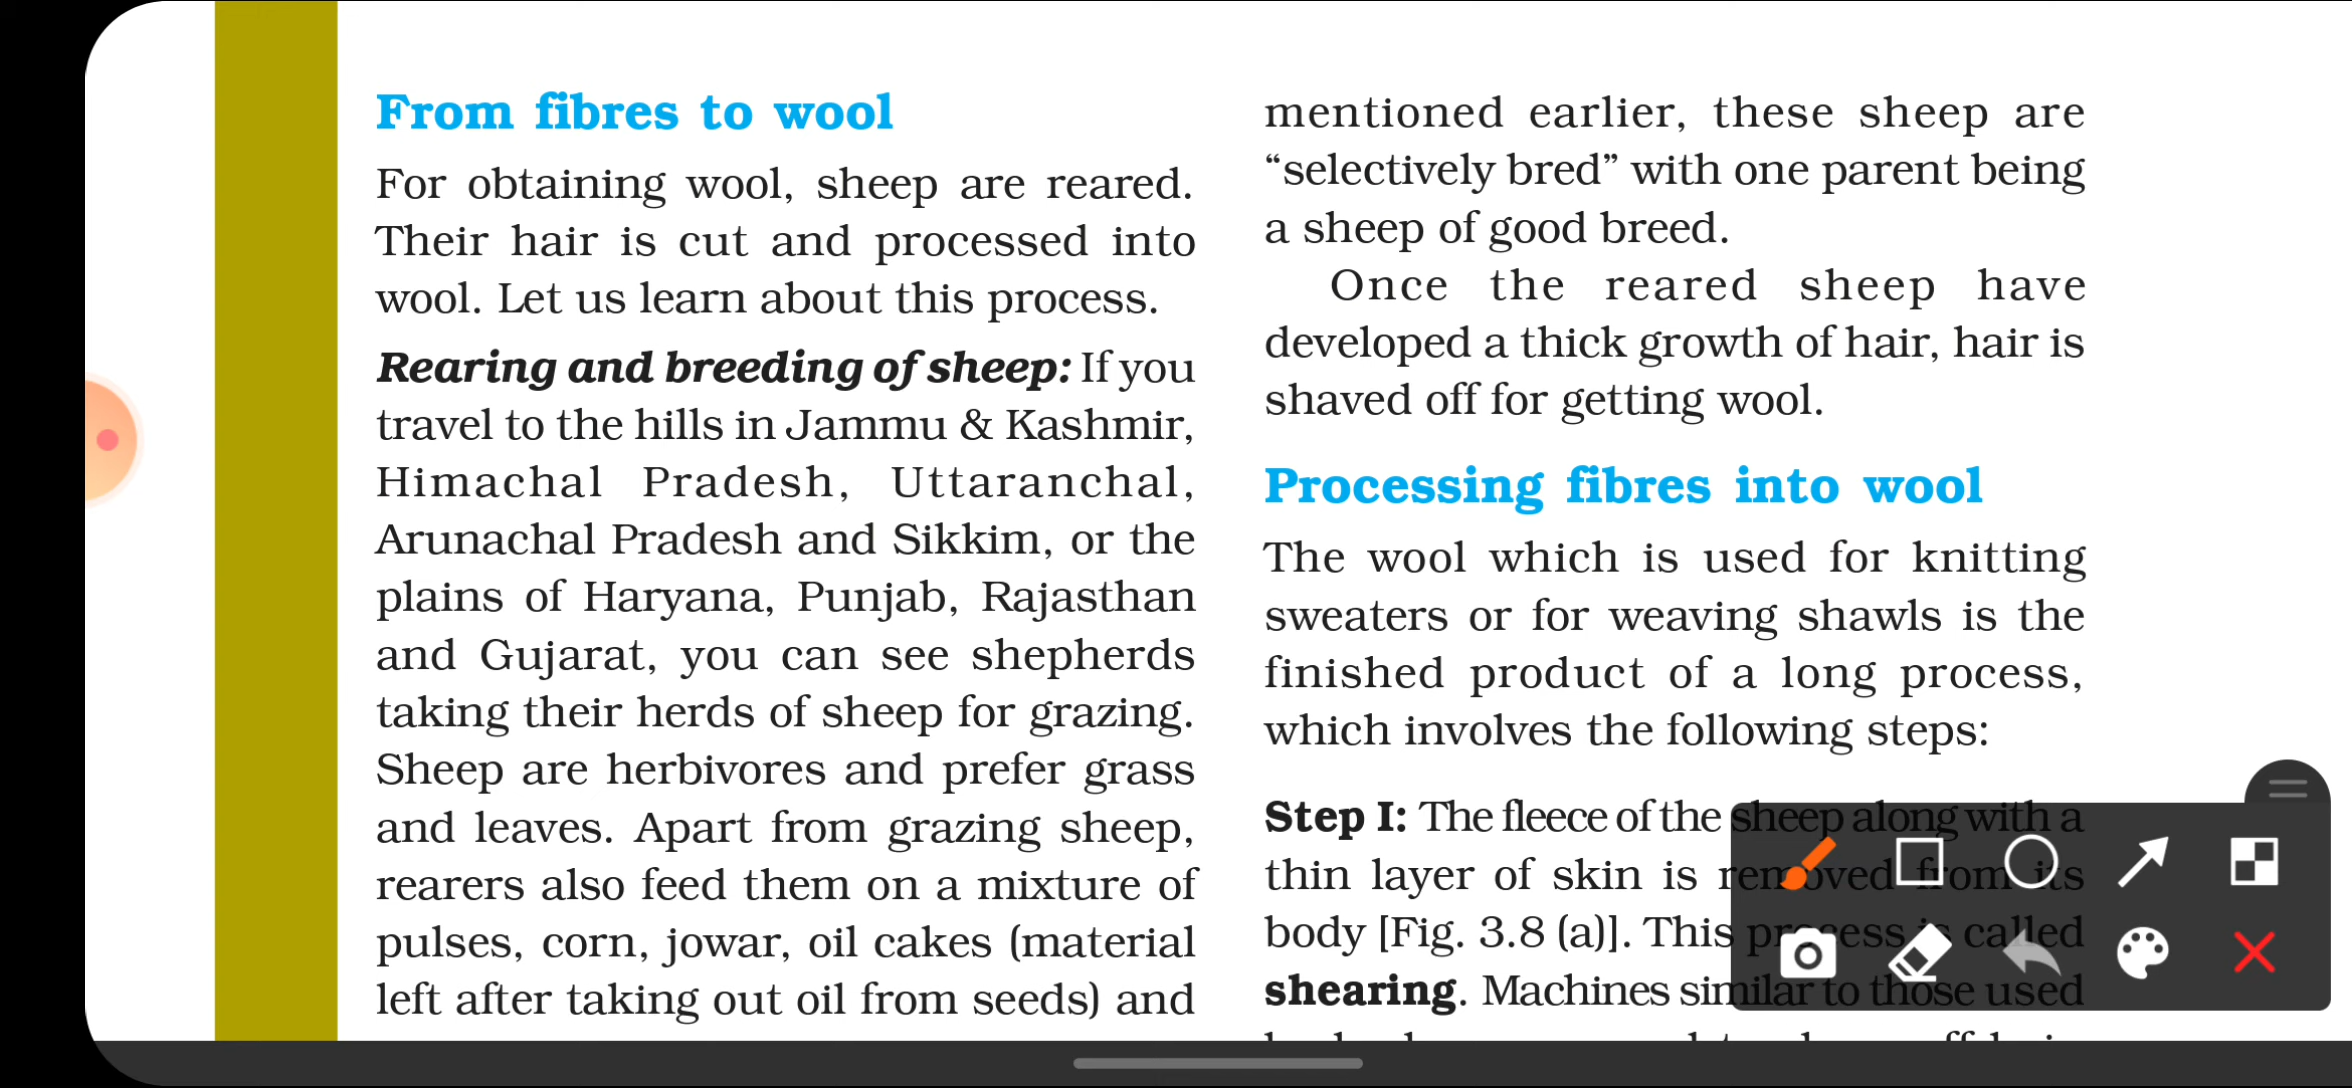 From fibres to wool
For obtaining wool, sheep are reared.
Their hair is cut and processed into
wool. Let us learn about this process.
Rearing and breeding of sheep: If you
travel to the hills in Jammu & Kashmir,
Himachal Pradesh, Uttaranchal,
Arunachal Pradesh and Sikkim, or the
plains of Haryana, Punjab, Rajasthan
and Gujarat, you can see shepherds
taking their herds of sheep for grazing.
Sheep are herbivores and prefer grass
and leaves. Apart from grazing sheep,
rearers also feed them on a mixture of
pulses, corn, jowar, oil cakes (material
left after taking out oil from seeds) and
mentioned earlier, these sheep are
“selectively bred” with one parent being
a sheep of good breed.
Once the reared sheep have
developed a thick growth of hair, hair is
shaved off for getting wool.
Processing fibres into wool
The wool which is used for knitting
sweaters or for weaving shawls is the
finished product of a long process,
which involves the following steps:
Step I: The fleece of the sheep along with a
thin layer of skin is removed from its
body [Fig. 3.8 (a)]. This process is called
shearing. Machines similar to those used